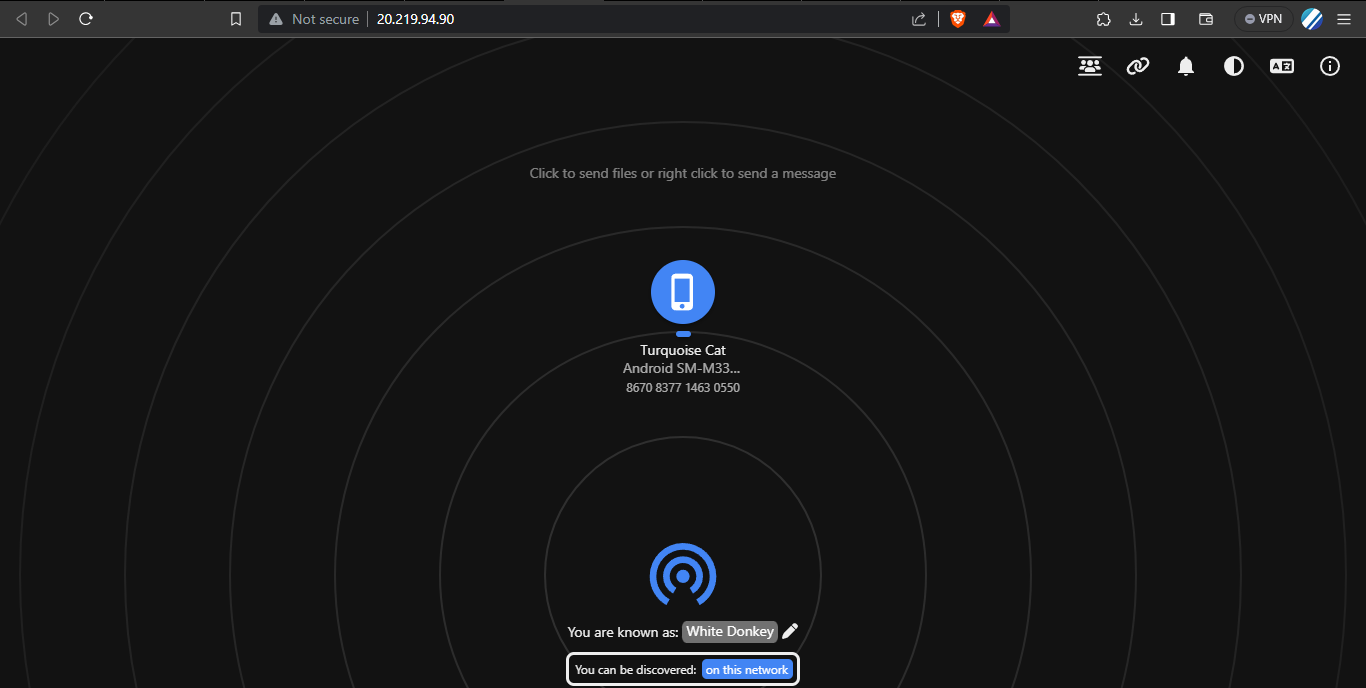 Not secure 20.219.94.90
VPN
Click to send files or right click to send a message
Turquoise Cat
Android SM-M33...
8670 8377 1463 0550
You are known as: White Donkey
You can be discovered: on this network